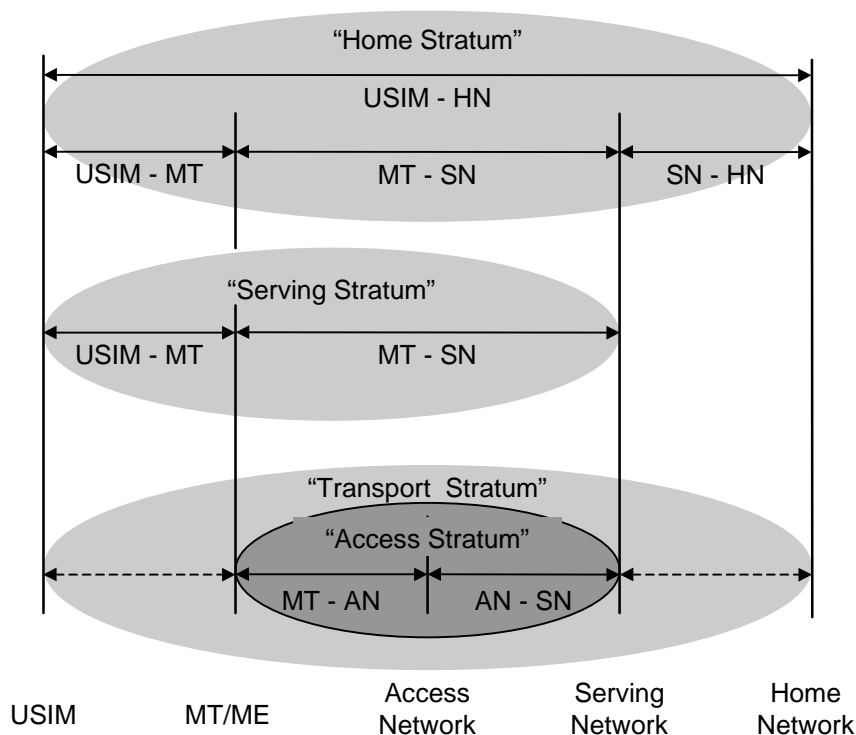 “Home Stratum”
USIM - HN
USIM - MT
MT - SN
SN - HN
“Serving Stratum”
USIM - MT
MT - SN
“Transport Stratum”
“Access Stratum”
MT - AN
AN - SN
USIM
MT/ME
Access
Network
Serving
Network
Home
Network